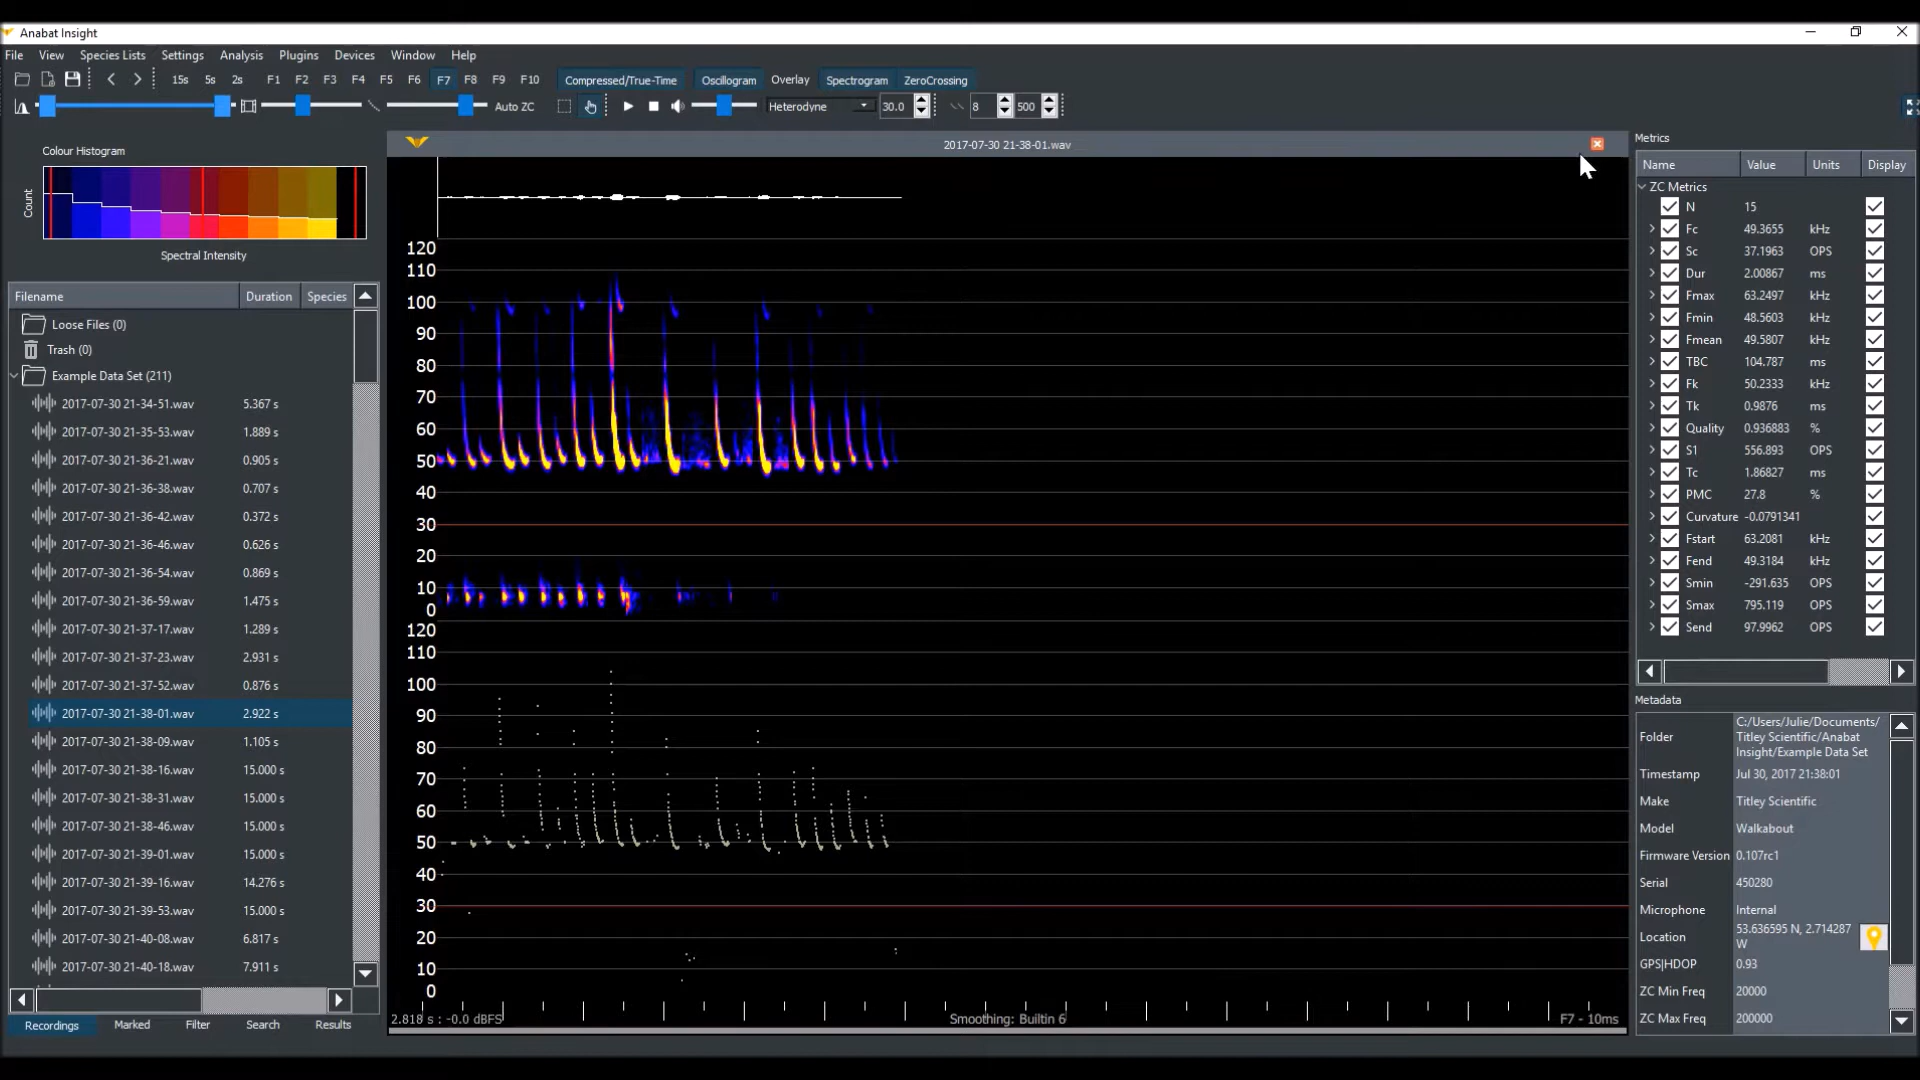 Anabat Insight
File View Species Lists Settings Analysis Plugins Devices Window Help
15s 5s 2s F1 F2 F3 F4 F5 F6 F7 F8 F9 F10 Compressed/True-Time Oscillogram Overlay Spectrogram ZeroCrossing
Auto ZC Heterodyne 30.0 8 500
Colour Histogram
Count
Spectral Intensity
Filename Duration Species
Loose Files (0)
Trash (0)
Example Data Set (211)
2017-07-30 21-34-51.wav 5.367 s
2017-07-30 21-35-53.wav 1.889 s
2017-07-30 21-36-21.wav 0.905 s
2017-07-30 21-36-38.wav 0.707 s
2017-07-30 21-36-42.wav 0.372 s
2017-07-30 21-36-46.wav 0.626 s
2017-07-30 21-36-54.wav 0.869 s
2017-07-30 21-36-59.wav 1.475 s
2017-07-30 21-37-17.wav 1.289 s
2017-07-30 21-37-23.wav 2.931 s
2017-07-30 21-37-52.wav 0.876 s
2017-07-30 21-38-01.wav 2.922 s
2017-07-30 21-38-09.wav 1.105 s
2017-07-30 21-38-16.wav 15.000 s
2017-07-30 21-38-31.wav 15.000 s
2017-07-30 21-38-46.wav 15.000 s
2017-07-30 21-39-01.wav 15.000 s
2017-07-30 21-39-16.wav 14.276 s
2017-07-30 21-39-53.wav 15.000 s
2017-07-30 21-40-08.wav 6.817 s
2017-07-30 21-40-18.wav 7.911 s
Recordings Marked Filter Search Results
2017-07-30 21-38-01.wav
120
110
100
90
80
70
60
50
40
30
20
10
0
120
110
100
90
80
70
60
50
40
30
20
10
0
2.818 s : -0.0 dBFS Smoothing: Builtin 6 F7 - 10ms
Metrics
Name Value Units Display
ZC Metrics
N 15
Fc 49.3655 kHz
Sc 37.1963 OPS
Dur 2.00867 ms
Fmax 63.2497 kHz
Fmin 48.5603 kHz
Fmean 49.5807 kHz
TBC 104.787 ms
Fk 50.2333 kHz
Tk 0.9876 ms
Quality 0.936883 %
S1 556.893 OPS
Tc 1.86827 ms
PMC 27.8 %
Curvature -0.0791341
Fstart 63.2081 kHz
Fend 49.3184 kHz
Smin -291.635 OPS
Smax 795.119 OPS
Send 97.9962 OPS
Metadata
Folder C:/Users/Julie/Documents/
Titley Scientific/Anabat
Insight/Example Data Set
Timestamp Jul 30, 2017 21:38:01
Make Titley Scientific
Model Walkabout
Firmware Version 0.107rc1
Serial 450280
Microphone Internal
Location 53.636595 N, 2.714287
W
GPS|HDOP 0.93
ZC Min Freq 20000
ZC Max Freq 200000